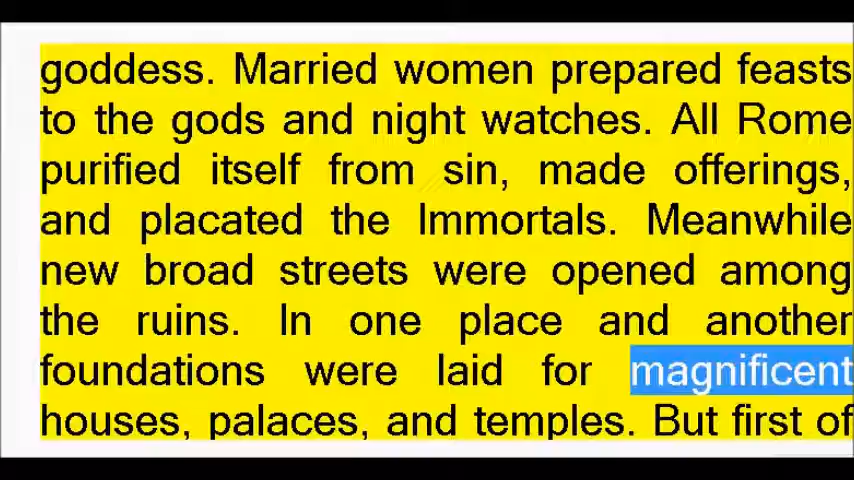 goddess. Married women prepared feasts
to the gods and night watches. All Rome
purified itself from sin, made offerings,
and placated the Immortals. Meanwhile
new broad streets were opened among
the ruins. In one place and another
foundations were laid for magnificent
houses, palaces, and temples. But first of